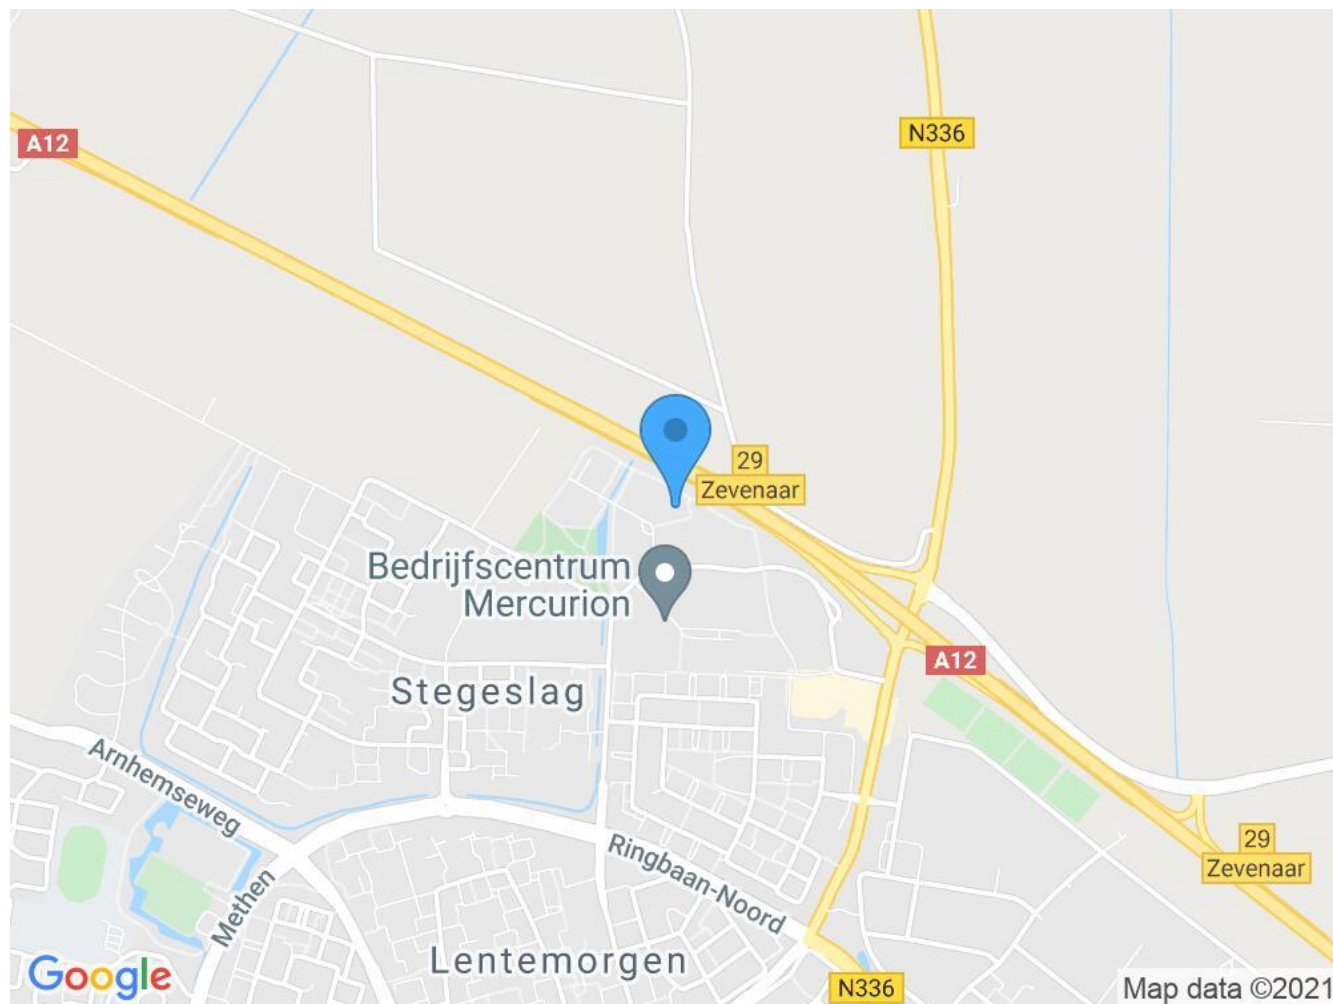 N336
A12
29
Zevenaar
Bedrijfscentrum
Mercurion
A12
Stegeslag
Arnhemseweg
Ringbaan-Noord
29
Zevenaar
Methen
Lentemorgen
Google
N336
Map data ©2021